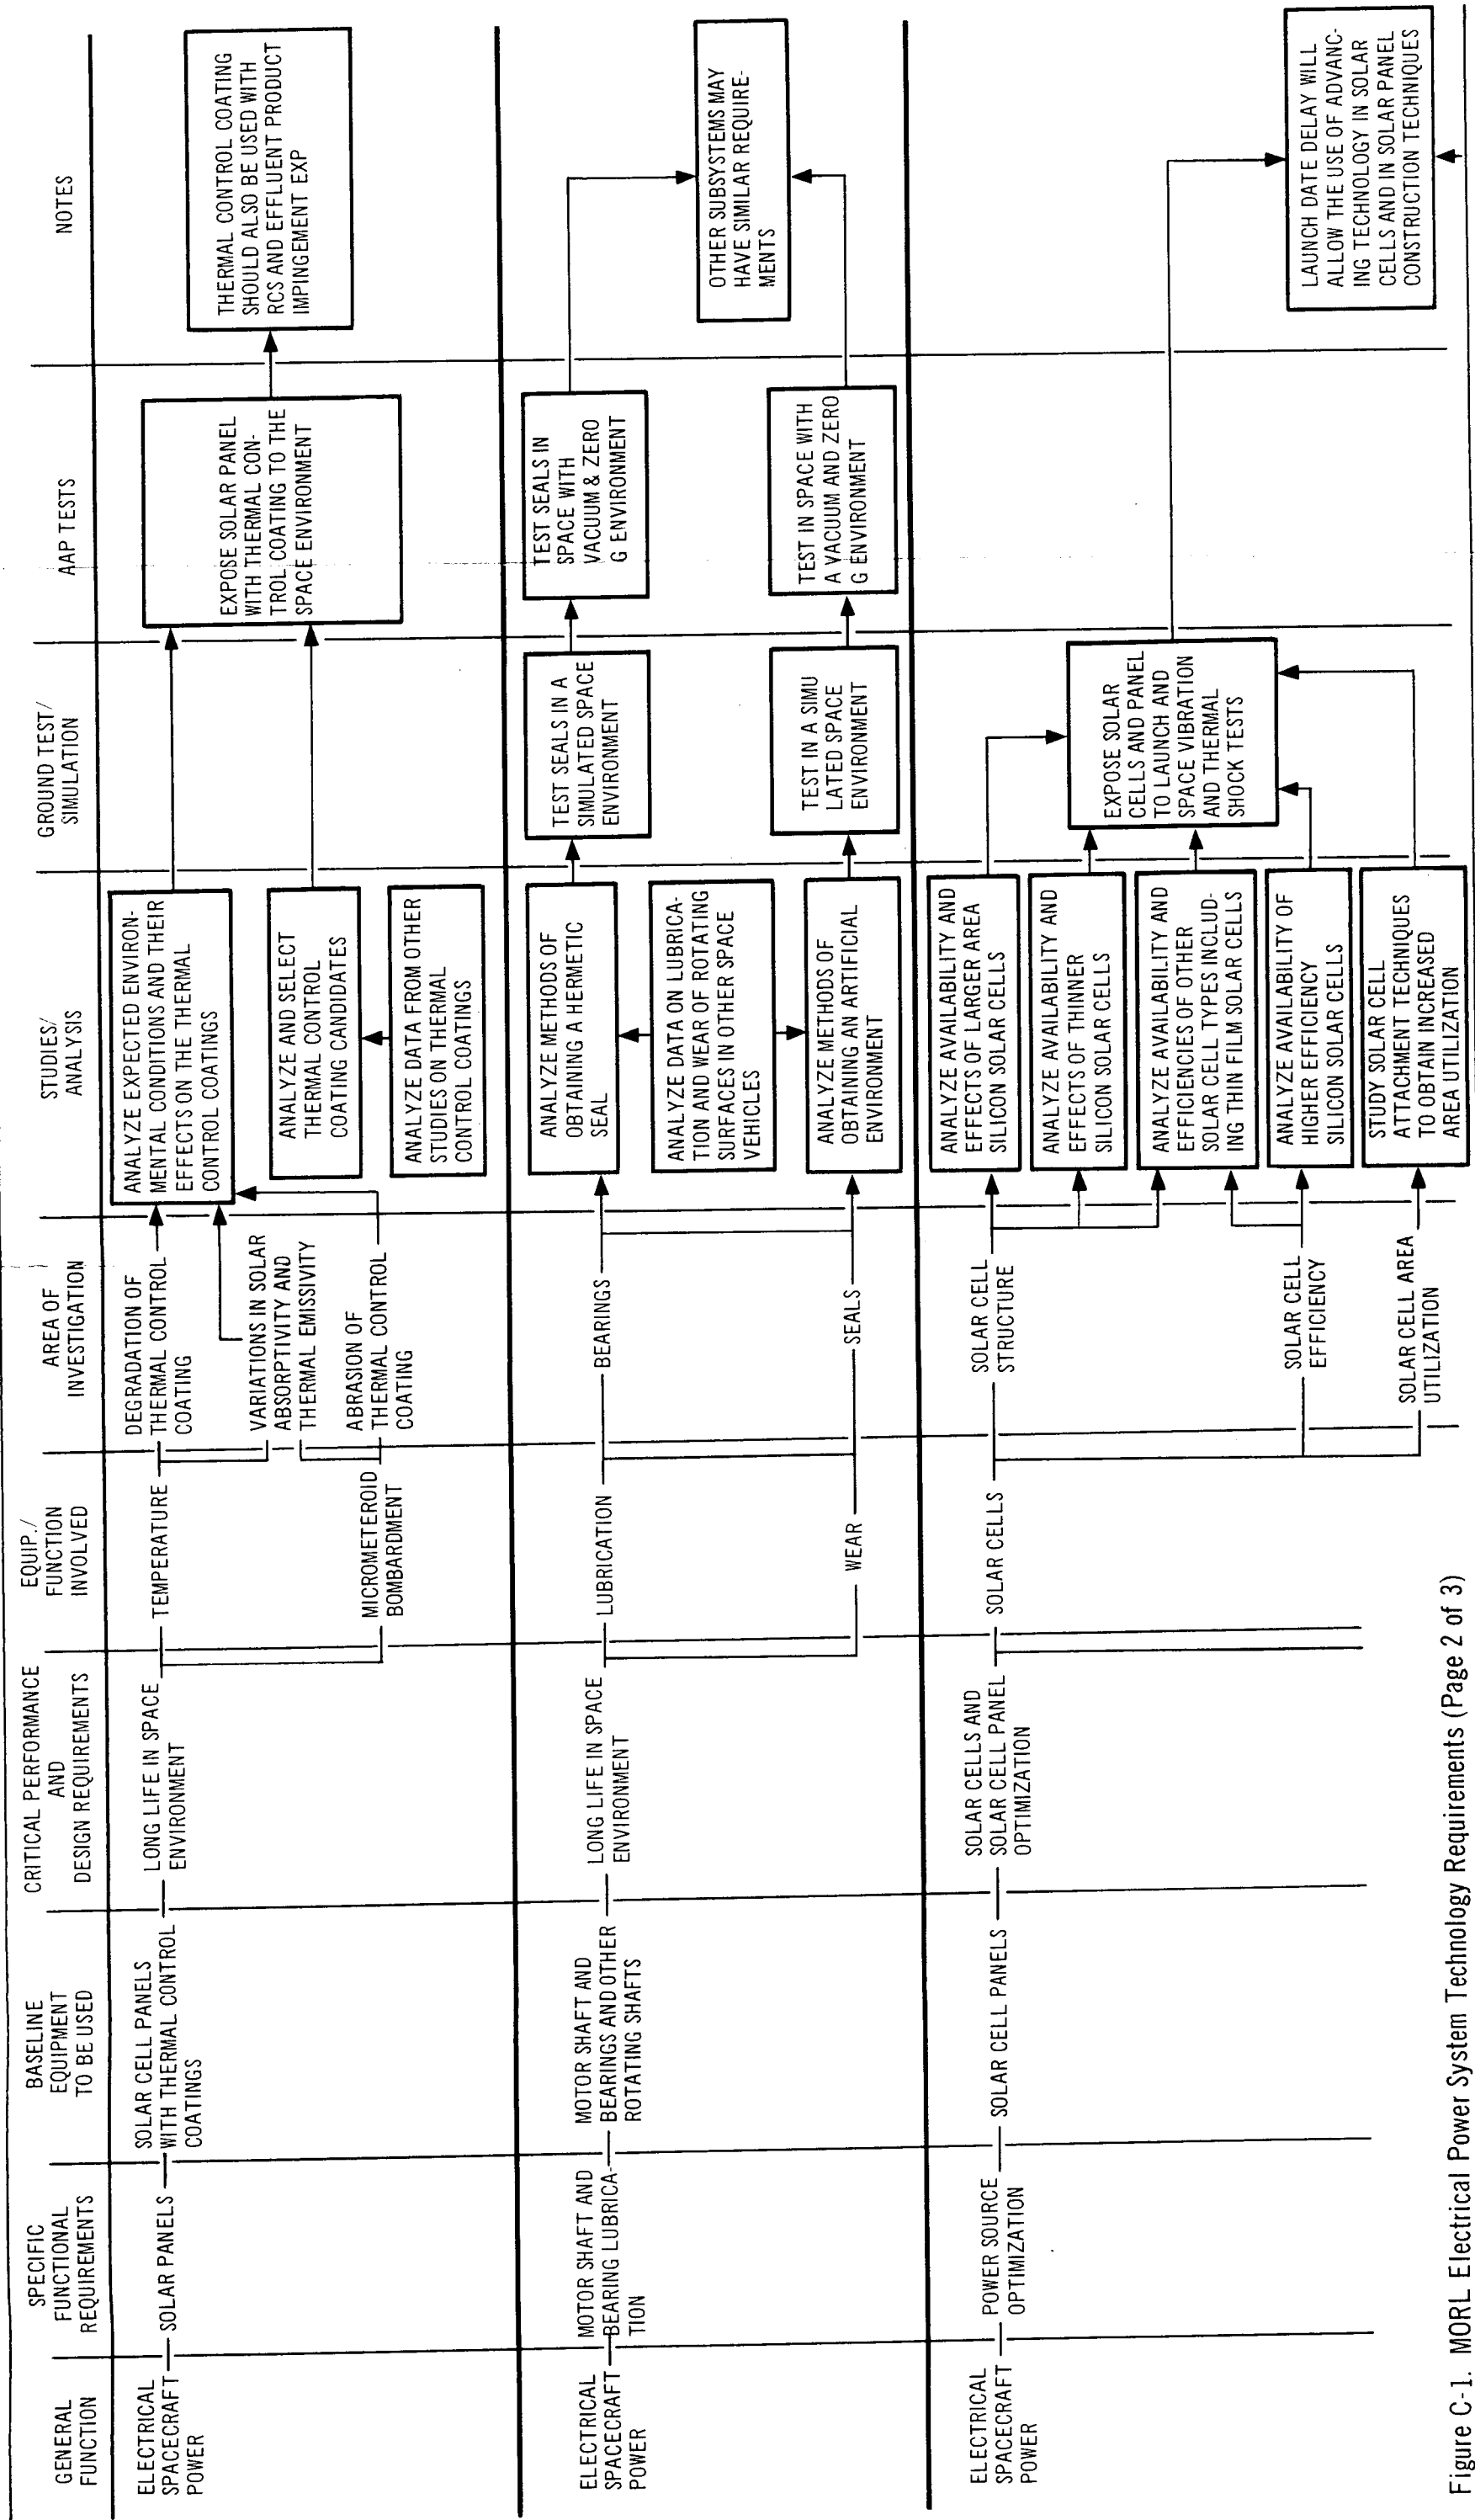 GENERAL
FUNCTION
SPECIFIC
FUNCTIONAL
REQUIREMENTS
BASELINE
EQUIPMENT
TO BE USED
CRITICAL PERFORMANCE
AND
DESIGN REQUIREMENTS
EQUIP./
FUNCTION
INVOLVED
AREA OF
INVESTIGATION
STUDIES/
ANALYSIS
GROUND TEST/
SIMULATION
AAP TESTS
NOTES
ELECTRICAL
SPACECRAFT
POWER
SOLAR PANELS
SOLAR CELL PANELS
WITH THERMAL CONTROL
COATINGS
LONG LIFE IN SPACE
ENVIRONMENT
TEMPERATURE
MICROMETEROID
BOMBARDMENT
DEGRADATION OF
THERMAL CONTROL
COATING
VARIATIONS IN SOLAR
ABSORPTIVITY AND
THERMAL EMISSIVITY
ABRASION OF
THERMAL CONTROL
COATING
ANALYZE EXPECTED ENVIRON-
MENTAL CONDITIONS AND THEIR
EFFECTS ON THE THERMAL
CONTROL COATINGS
ANALYZE AND SELECT
THERMAL CONTROL
COATING CANDIDATES
ANALYZE DATA FROM OTHER
STUDIES ON THERMAL
CONTROL COATINGS
EXPOSE SOLAR PANEL
WITH THERMAL CON-
TROL COATING TO THE
SPACE ENVIRONMENT
THERMAL CONTROL COATING
SHOULD ALSO BE USED WITH
RCS AND EFFLUENT PRODUCT
IMPINGEMENT EXP
ELECTRICAL
SPACECRAFT
POWER
MOTOR SHAFT AND
BEARING LUBRICA-
TION
MOTOR SHAFT AND
BEARINGS AND OTHER
ROTATING SHAFTS
LONG LIFE IN SPACE
ENVIRONMENT
LUBRICATION
WEAR
BEARINGS
SEALS
ANALYZE METHODS OF
OBTAINING A HERMETIC
SEAL
ANALYZE DATA ON LUBRICA-
TION AND WEAR OF ROTATING
SURFACES IN OTHER SPACE
VEHICLES
ANALYZE METHODS OF
OBTAINING AN ARTIFICIAL
ENVIRONMENT
TEST SEALS IN A
SIMULATED SPACE
ENVIRONMENT
TEST IN A SIMU
LATED SPACE
ENVIRONMENT
TEST SEALS IN
SPACE WITH
VACUUM & ZERO
G ENVIRONMENT
TEST IN SPACE WITH
A VACUUM AND ZERO
G ENVIRONMENT
OTHER SUBSYSTEMS MAY
HAVE SIMILAR REQUIRE-
MENTS
ELECTRICAL
SPACECRAFT
POWER
POWER SOURCE
OPTIMIZATION
SOLAR CELL PANELS
SOLAR CELLS AND
SOLAR CELL PANEL
OPTIMIZATION
SOLAR CELLS
SOLAR CELL
STRUCTURE
SOLAR CELL
EFFICIENCY
SOLAR CELL AREA
UTILIZATION
ANALYZE AVAILABILITY AND
EFFECTS OF LARGER AREA
SILICON SOLAR CELLS
ANALYZE AVAILABILITY AND
EFFECTS OF THINNER
SILICON SOLAR CELLS
ANALYZE AVAILABILITY AND
EFFICIENCIES OF OTHER
SOLAR CELL TYPES INCLUD-
ING THIN FILM SOLAR CELLS
ANALYZE AVAILABILITY OF
HIGHER EFFICIENCY
SILICON SOLAR CELLS
STUDY SOLAR CELL
ATTACHMENT TECHNIQUES
TO OBTAIN INCREASED
AREA UTILIZATION
EXPOSE SOLAR
CELLS AND PANEL
TO LAUNCH AND
SPACE VIBRATION
AND THERMAL
SHOCK TESTS
LAUNCH DATE DELAY WILL
ALLOW THE USE OF ADVANC-
ING TECHNOLOGY IN SOLAR
CELLS AND IN SOLAR PANEL
CONSTRUCTION TECHNIQUES
Figure C-1. MORL Electrical Power System Technology Requirements (Page 2 of 3)